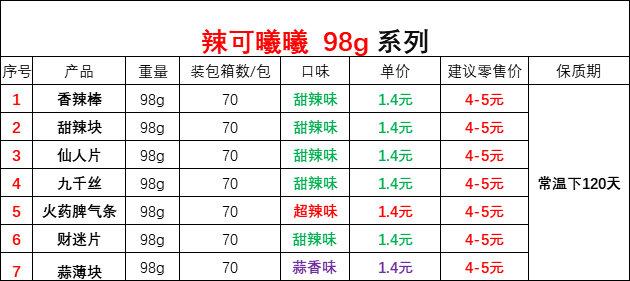 辣可曦曦 98g 系列
序号 产品 重量 装包箱数/包 口味 单价 建议零售价 保质期
1 香辣棒 98g 70 甜辣味 1.4元 4-5元
2 甜辣块 98g 70 甜辣味 1.4元 4-5元
3 仙人片 98g 70 甜辣味 1.4元 4-5元
4 九千丝 98g 70 甜辣味 1.4元 4-5元 常温下120天
5 火药脾气条 98g 70 超辣味 1.4元 4-5元
6 财迷片 98g 70 甜辣味 1.4元 4-5元
7 蒜薄块 98g 70 蒜香味 1.4元 4-5元